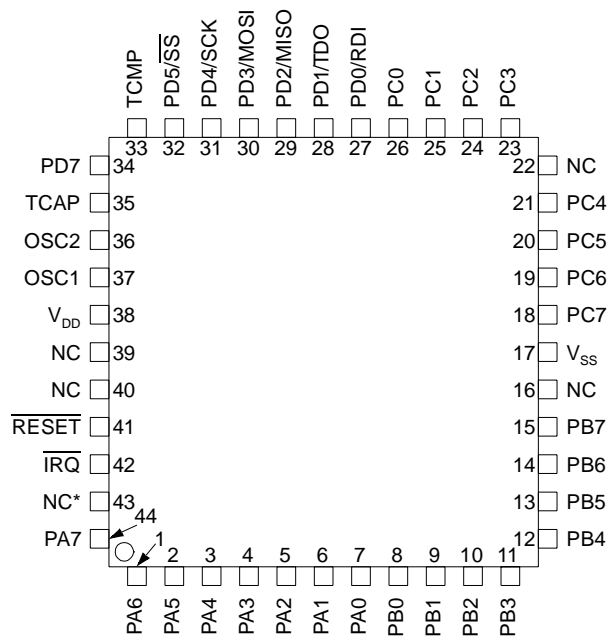 TCMP
PD5/SS
PD4/SCK
PD3/MOSI
PD2/MISO
PD1/TDO
PD0/RDI
PC0
PC1
PC2
PC3
33 32 31 30 29 28 27 26 25 24 23
PD7 34 22 NC
TCAP 35 21 PC4
OSC2 36 20 PC5
OSC1 37 19 PC6
VDD 38 18 PC7
NC 39 17 VSS
NC 40 16 NC
RESET 41 15 PB7
IRQ 42 14 PB6
NC* 43 13 PB5
44
PA7 12 PB4
1 2 3 4 5 6 7 8 9 10 11
PA6
PA5
PA4
PA3
PA2
PA1
PA0
PB0
PB1
PB2
PB3